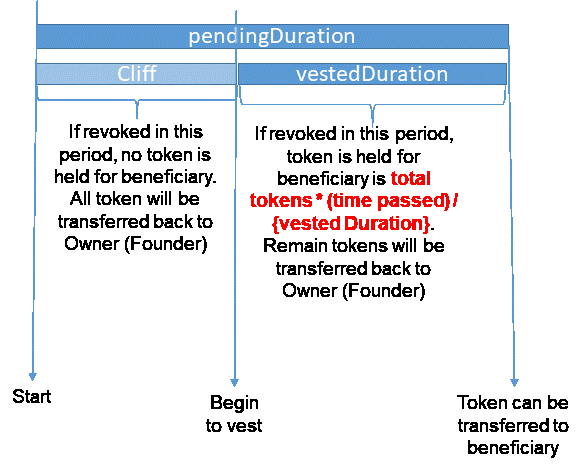 pendingDuration
Cliff
vestedDuration
If revoked in this
period, no token is
held for beneficiary.
All token will be
transferred back to
Owner (Founder)
If revoked in this period,
token is held for
beneficiary is total
tokens * (time passed) /
{vested Duration}.
Remain tokens will be
transferred back to
Owner (Founder)
Start
Begin
to vest
Token can be
transferred to
beneficiary